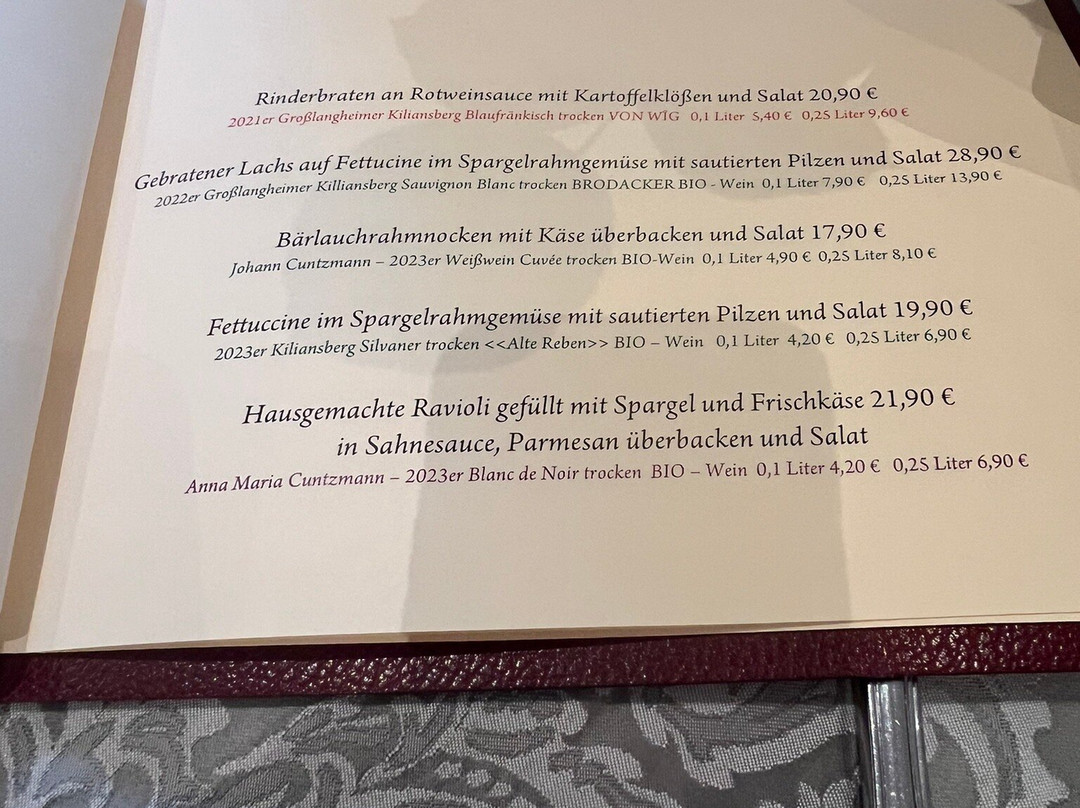 Rinderbraten an Rotweinsauce mit Kartoffelklößen und Salat 20,90 €
2021er Großlangheimer Kiliansberg Blaufränkisch trocken VON WIG 0,1 Liter 5,40 € 0,25 Liter 9,60 €
Gebratener Lachs auf Fettucine im Spargelrahmgemüse mit sautierten Pilzen und Salat 28,90 €
2022er Großlangheimer Killiansberg Sauvignon Blanc trocken BRODACKER BIO - Wein 0,1 Liter 7,90 € 0,25 Liter 13,90 €
Bärlauchrahmnocken mit Käse überbacken und Salat 17,90 €
Johann Cuntzmann – 2023er Weißwein Cuvée trocken BIO-Wein 0,1 Liter 4,90 € 0,25 Liter 8,10 €
Fettuccine im Spargelrahmgemüse mit sautierten Pilzen und Salat 19,90 €
2023er Kiliansberg Silvaner trocken <<Alte Reben>> BIO – Wein 0,1 Liter 4,20 € 0,25 Liter 6,90 €
Hausgemachte Ravioli gefüllt mit Spargel und Frischkäse 21,90 €
in Sahnesauce, Parmesan überbacken und Salat
Anna Maria Cuntzmann – 2023er Blanc de Noir trocken BIO – Wein 0,1 Liter 4,20 € 0,25 Liter 6,90 €